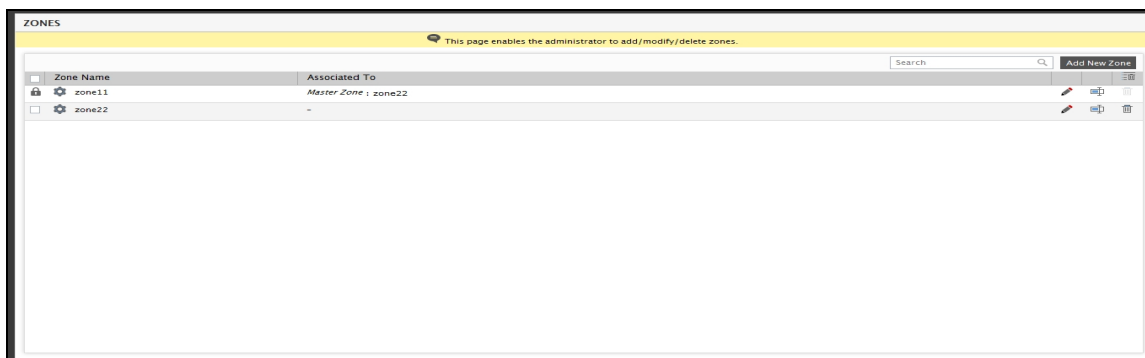 ZONES
This page enables the administrator to add/modify/delete zones.
Search Add New Zone
Zone Name Associated To
zone11 Master Zone : zone22
zone22 -